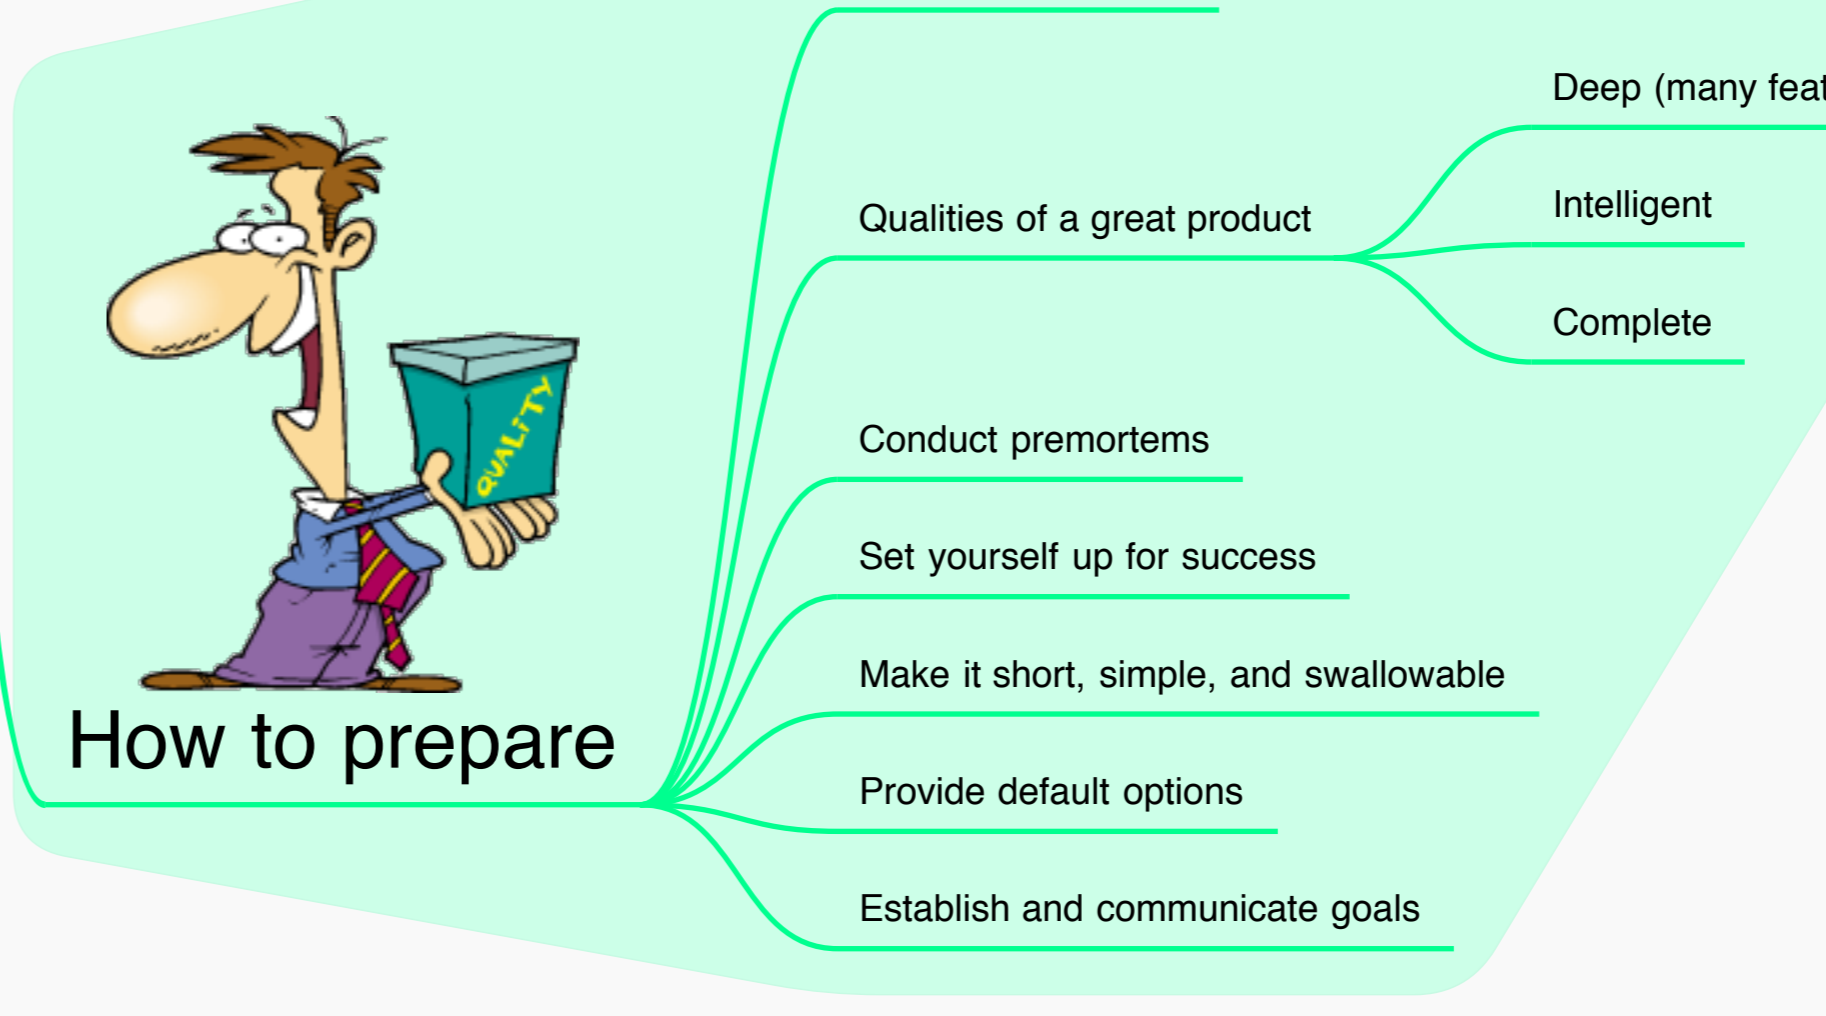 Deep (many
Qualities of a great product
Intelligent
Complete
Conduct premortems
Set yourself up for success
Make it short, simple, and swallowable
Provide default options
Establish and communicate goals
QUALiTY
How to prepare